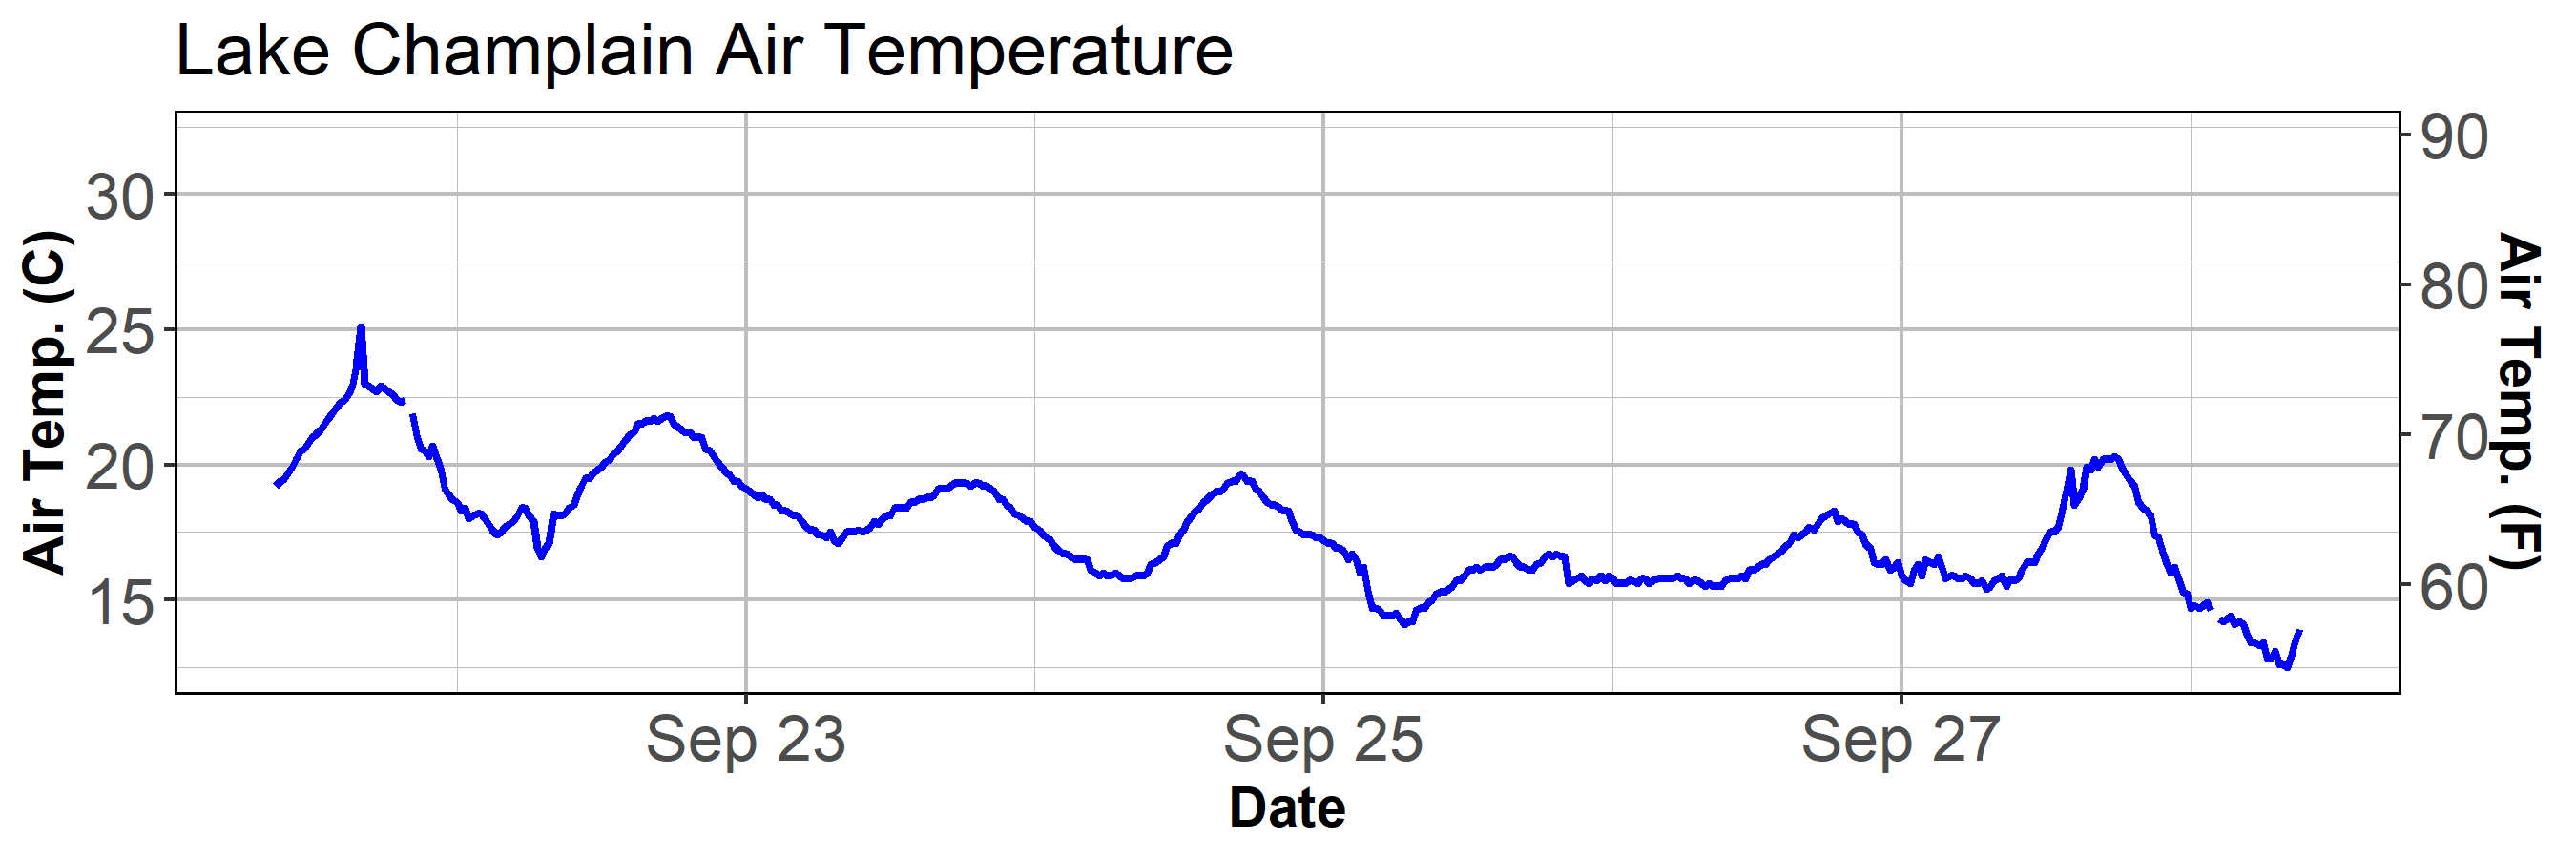 Lake Champlain Air Temperature
Air Temp. (C)
30
25
20
15
90
80
70
60
Air Temp. (F)
Sep 23
Sep 25
Sep 27
Date